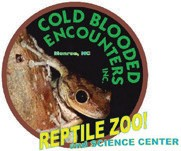 COLD BLOODED
ENCOUNTERS
INC.
Monroe, NC
REPTILE ZOO!
AND SCIENCE CENTER